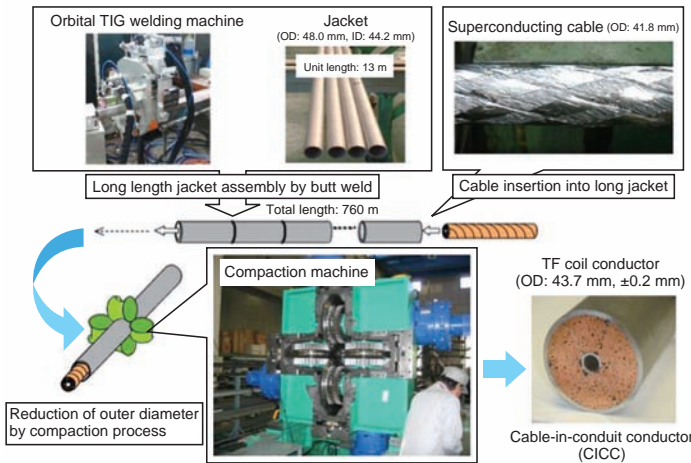 Orbital TIG welding machine
Jacket
(OD: 48.0 mm, ID: 44.2 mm)
Unit length: 13 m
Superconducting cable (OD: 41.8 mm)
Long length jacket assembly by butt weld
Cable insertion into long jacket
Total length: 760 m
Compaction machine
TF coil conductor
(OD: 43.7 mm, ±0.2 mm)
Reduction of outer diameter
by compaction process
Cable-in-conduit conductor
(CICC)